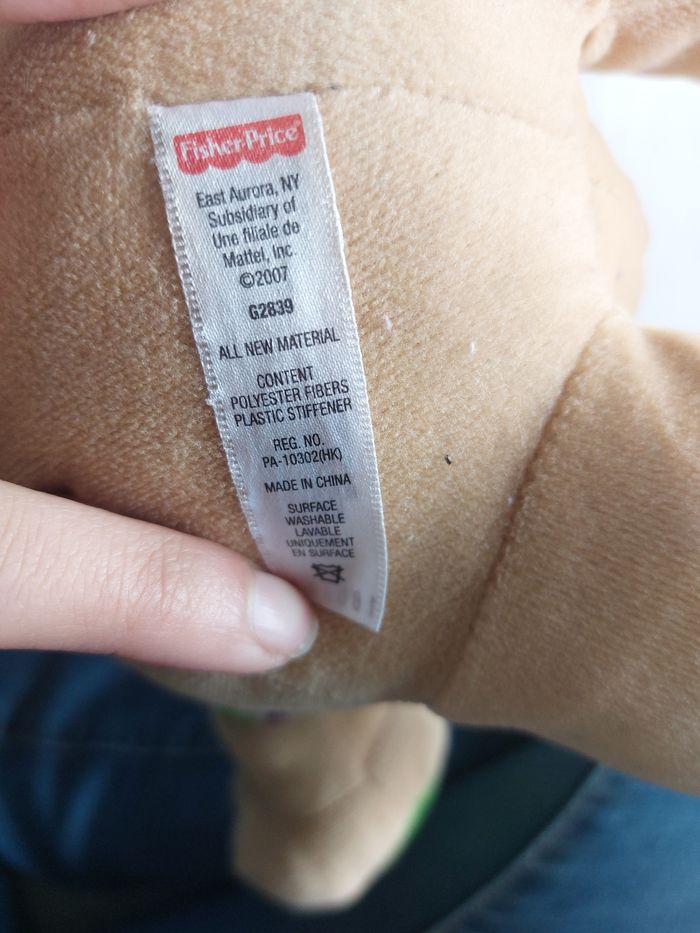 Fisher-Price®
East Aurora, NY
Subsidiary of
Une filiale de
Mattel, Inc.
©2007
G2839
ALL NEW MATERIAL
CONTENT
POLYESTER FIBERS
PLASTIC STIFFENER
REG. NO.
PA-10302(HK)
MADE IN CHINA
SURFACE
WASHABLE
LAVABLE
UNIQUEMENT
EN SURFACE